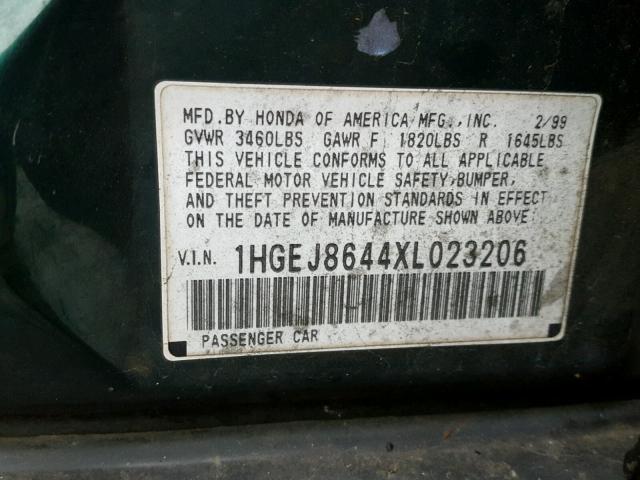 MFD. BY HONDA OF AMERICA MFG., INC. 2/99
GVWR 3460LBS GAWR F 1820LBS R 1645LBS
THIS VEHICLE CONFORMS TO ALL APPLICABLE
FEDERAL MOTOR VEHICLE SAFETY, BUMPER,
AND THEFT PREVENTION STANDARDS IN EFFECT
ON THE DATE OF MANUFACTURE SHOWN ABOVE.
V.I.N. 1HGEJ8644XL023206
PASSENGER CAR